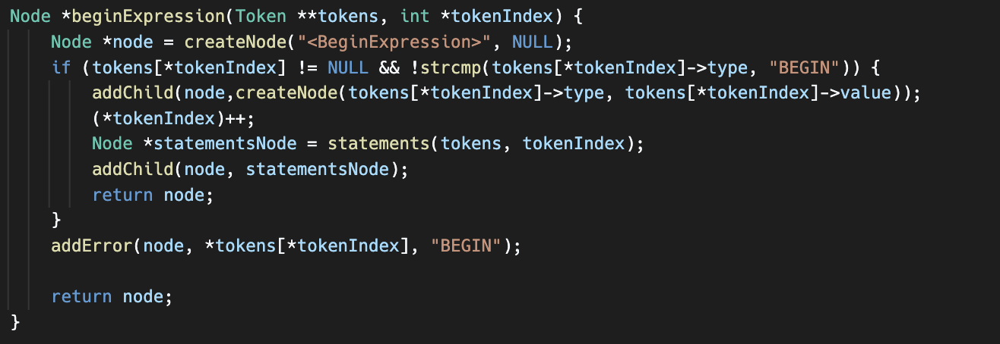 Node *beginExpression(Token **tokens, int *tokenIndex) {
    Node *node = createNode("<BeginExpression>", NULL);
    if (tokens[*tokenIndex] != NULL && !strcmp(tokens[*tokenIndex]->type, "BEGIN")) {
        addChild(node,createNode(tokens[*tokenIndex]->type, tokens[*tokenIndex]->value));
        (*tokenIndex)++;
        Node *statementsNode = statements(tokens, tokenIndex);
        addChild(node, statementsNode);
        return node;
    }
    addError(node, *tokens[*tokenIndex], "BEGIN");

    return node;
}